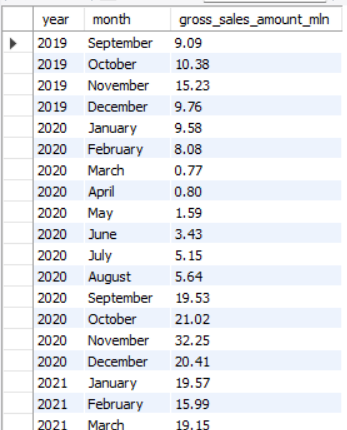 year month gross_sales_amount_mln
2019 September 9.09
2019 October 10.38
2019 November 15.23
2019 December 9.76
2020 January 9.58
2020 February 8.08
2020 March 0.77
2020 April 0.80
2020 May 1.59
2020 June 3.43
2020 July 5.15
2020 August 5.64
2020 September 19.53
2020 October 21.02
2020 November 32.25
2020 December 20.41
2021 January 19.57
2021 February 15.99
2021 March 19.15